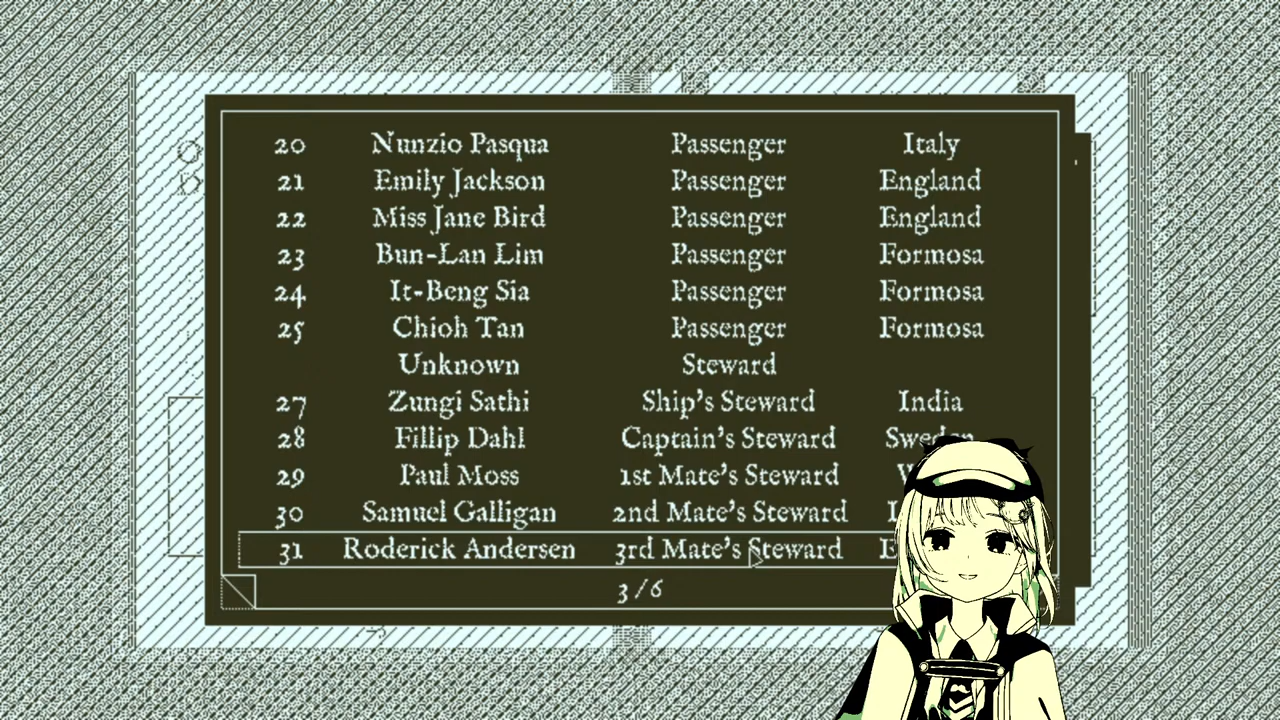 20 Nunzio Pasqua Passenger Italy
21 Emily Jackson Passenger England
22 Miss Jane Bird Passenger England
23 Bun-Lan Lim Passenger Formosa
24 It-Beng Sia Passenger Formosa
25 Chioh Tan Passenger Formosa
Unknown Steward
27 Zungi Sathi Ship's Steward India
28 Fillip Dahl Captain's Steward Sweden
29 Paul Moss 1st Mate's Steward
30 Samuel Galligan 2nd Mate's Steward
31 Roderick Andersen 3rd Mate's Steward
3/6